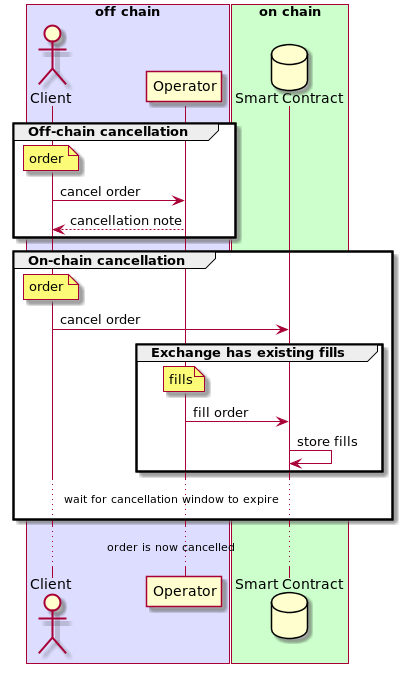 off chain
on chain
Client
Operator
Smart Contract
Off-chain cancellation
order
cancel order
cancellation note
On-chain cancellation
order
cancel order
Exchange has existing fills
fills
fill order
store fills
wait for cancellation window to expire
order is now cancelled
Client
Operator
Smart Contract